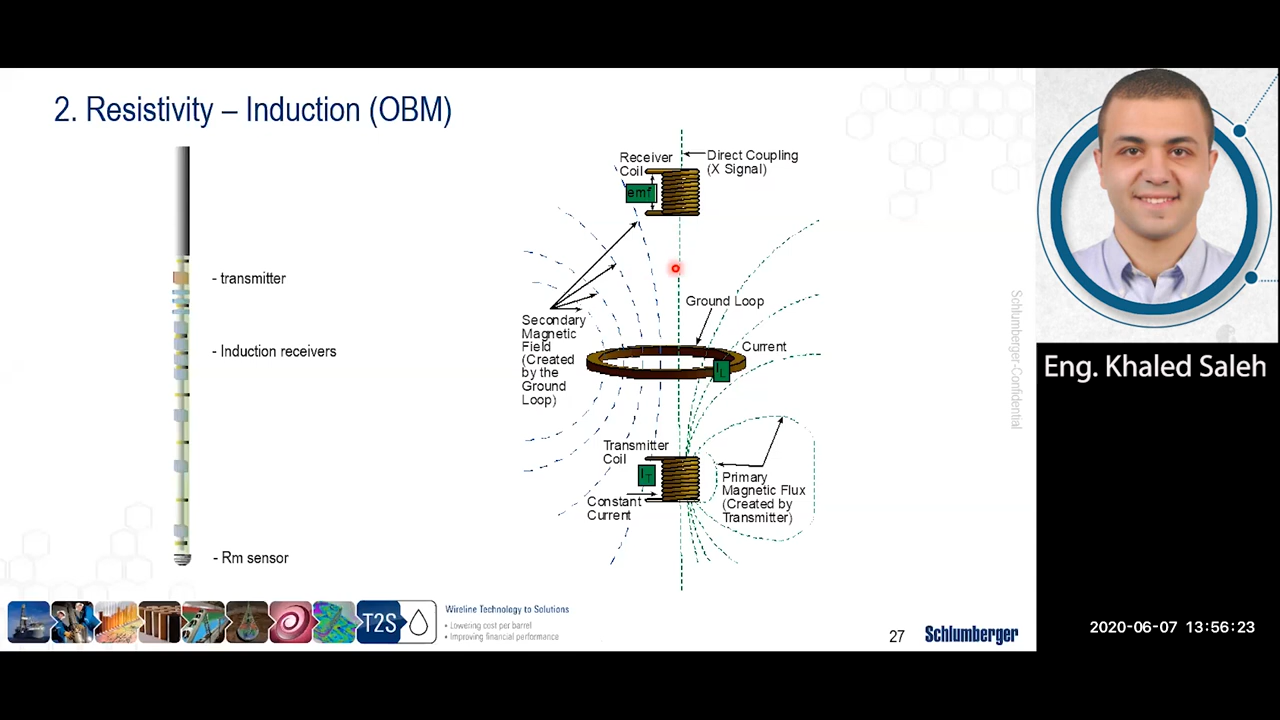 2. Resistivity – Induction (OBM)
- transmitter
- Induction receivers
- Rm sensor
Receiver
Coil
emf
Direct Coupling
(X Signal)
Ground Loop
Current
I_L
Secondary
Magnetic
Field
(Created
by the
Ground
Loop)
Transmitter
Coil
I_T
Constant
Current
Primary
Magnetic Flux
(Created by
Transmitter)
Schlumberger-Confidential
T2S
Wireline Technology to Solutions
• Lowering cost per barrel
• Improving financial performance
27
Schlumberger
Eng. Khaled Saleh
2020-06-07 13:56:23